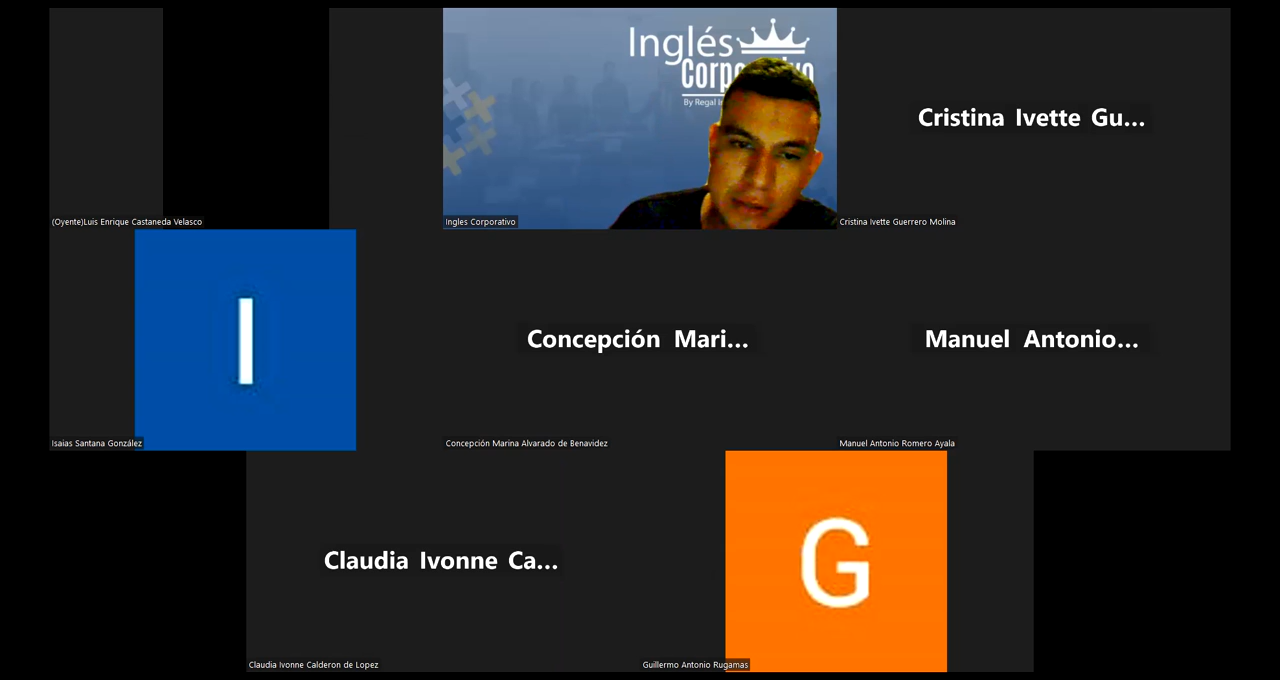 Inglés
Corpo
By Regal I
Cristina Ivette Gu...
(Oyente)Luis Enrique Castaneda Velasco
Ingles Corporativo
Cristina Ivette Guerrero Molina
I
Concepción Mari...
Manuel Antonio...
Isaias Santana González
Concepción Marina Alvarado de Benavidez
Manuel Antonio Romero Ayala
Claudia Ivonne Ca...
G
Claudia Ivonne Calderon de Lopez
Guillermo Antonio Rugamas